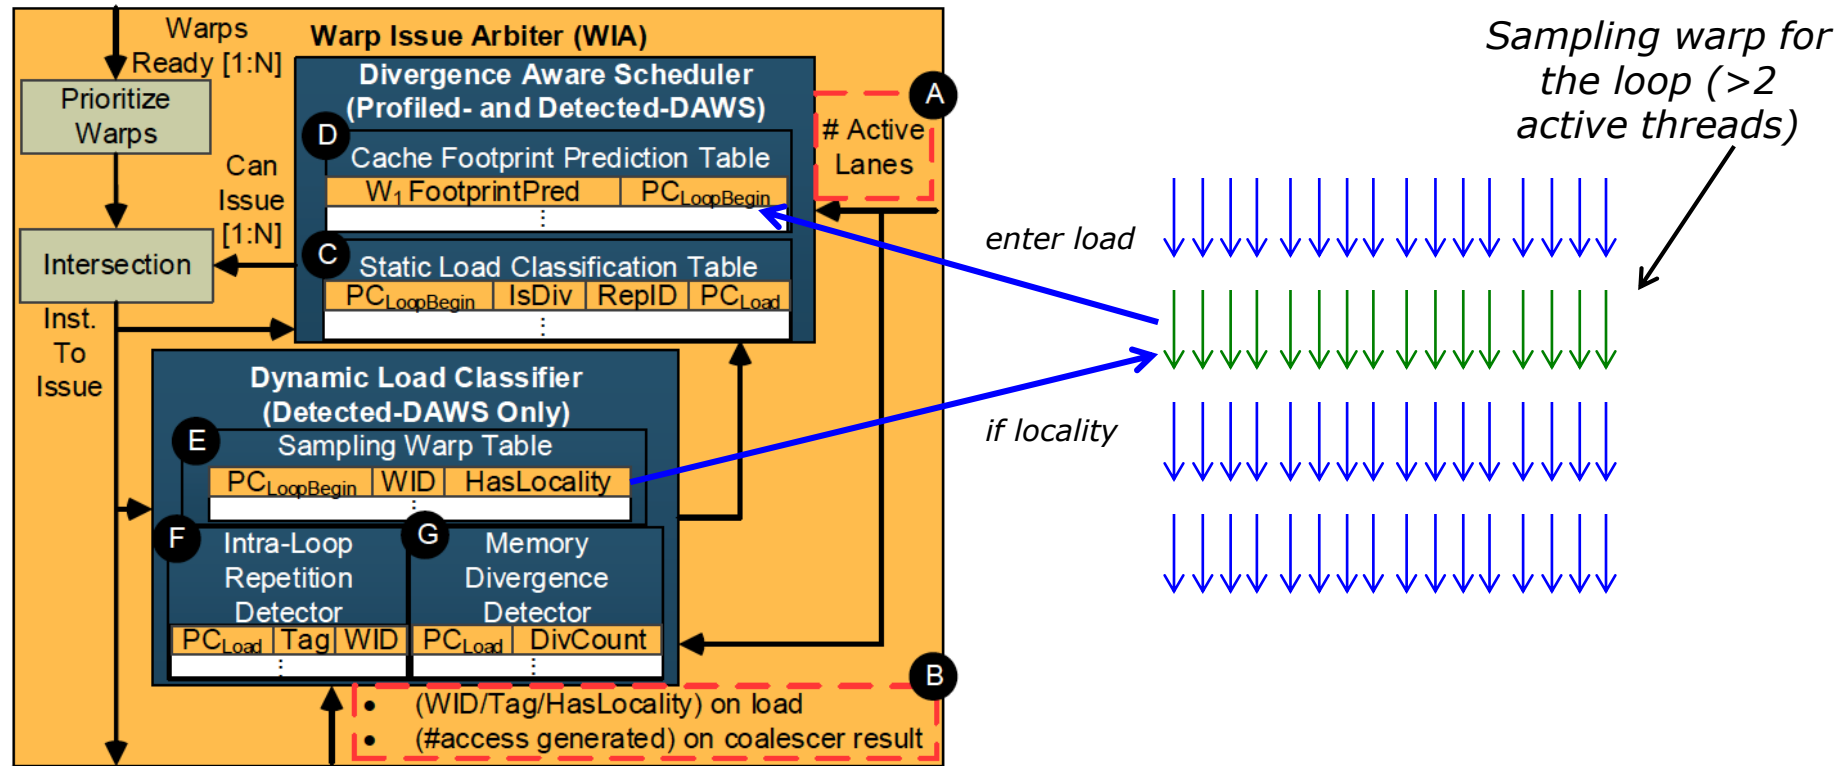 Warps
Ready [1:N]
Warp Issue Arbiter (WIA)
Prioritize
Warps
Can
Issue
[1:N]
Intersection
Inst.
To
Issue
Divergence Aware Scheduler
(Profiled- and Detected-DAWS)
A
# Active
Lanes
D
Cache Footprint Prediction Table
W1 FootprintPred PCLoopBegin
⋮
C
Static Load Classification Table
PCLoopBegin IsDiv RepID PCLoad
⋮
Dynamic Load Classifier
(Detected-DAWS Only)
E
Sampling Warp Table
PCLoopBegin WID HasLocality
⋮
F
Intra-Loop
Repetition
Detector
PCLoad Tag WID
⋮
G
Memory
Divergence
Detector
PCLoad DivCount
⋮
B
• (WID/Tag/HasLocality) on load
• (#access generated) on coalescer result
enter load
if locality
Sampling warp for
the loop (>2
active threads)